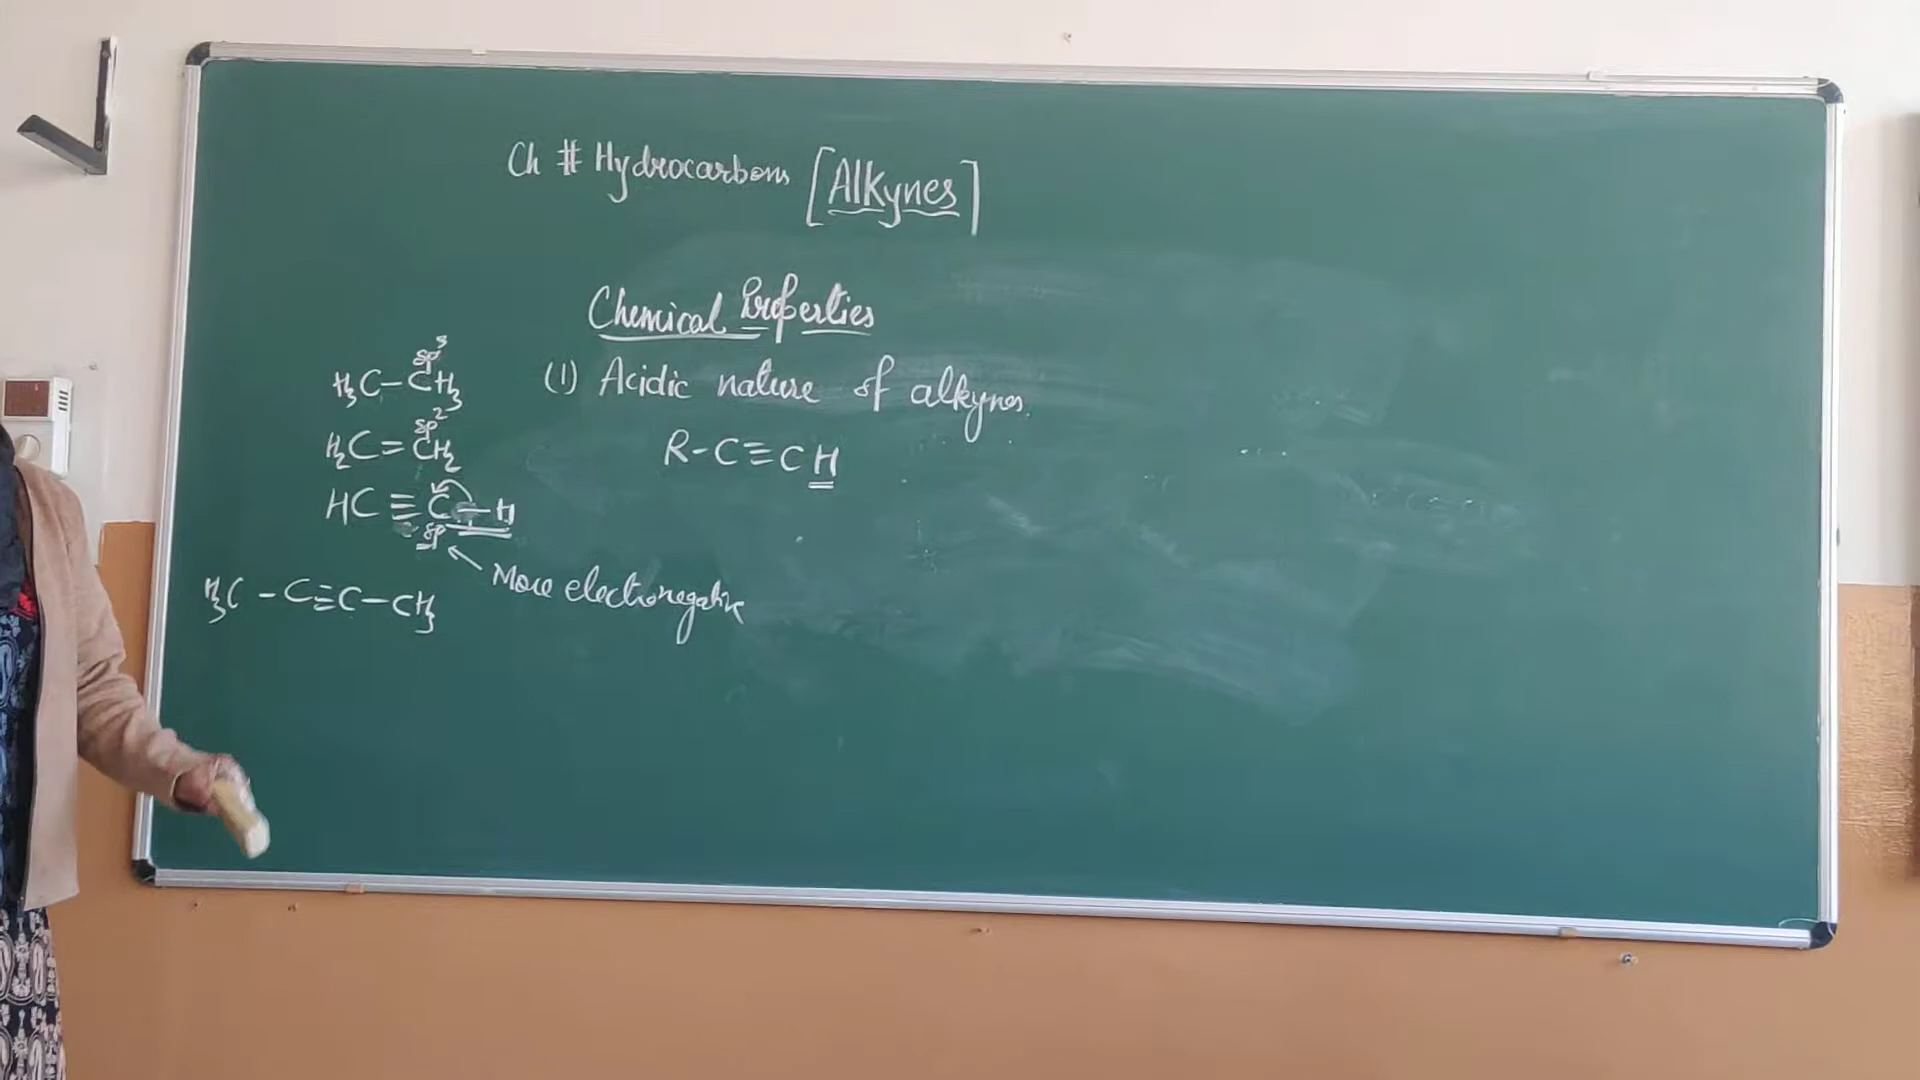 Ch # Hydrocarbons [Alkynes]
Chemical Properties
(1) Acidic nature of alkynes.
R-C≡CH
sp³
H₃C-CH₃
sp²
H₂C=CH₂
HC≡C-H
sp
More electronegative
H₃C-C≡C-CH₃